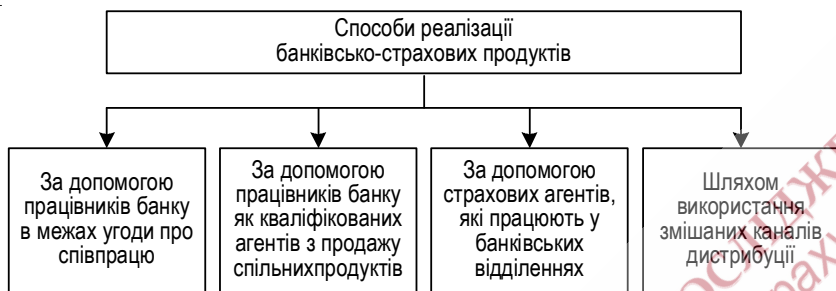 Способи реалізації
банківсько-страхових продуктів
За допомогою
працівників банку
в межах угоди про
співпрацю
За допомогою
працівників банку
як кваліфікованих
агентів з продажу
спільнихпродуктів
За допомогою
страхових агентів,
які працюють у
банківських
відділеннях
Шляхом
використання
змішаних каналів
дистрибуції